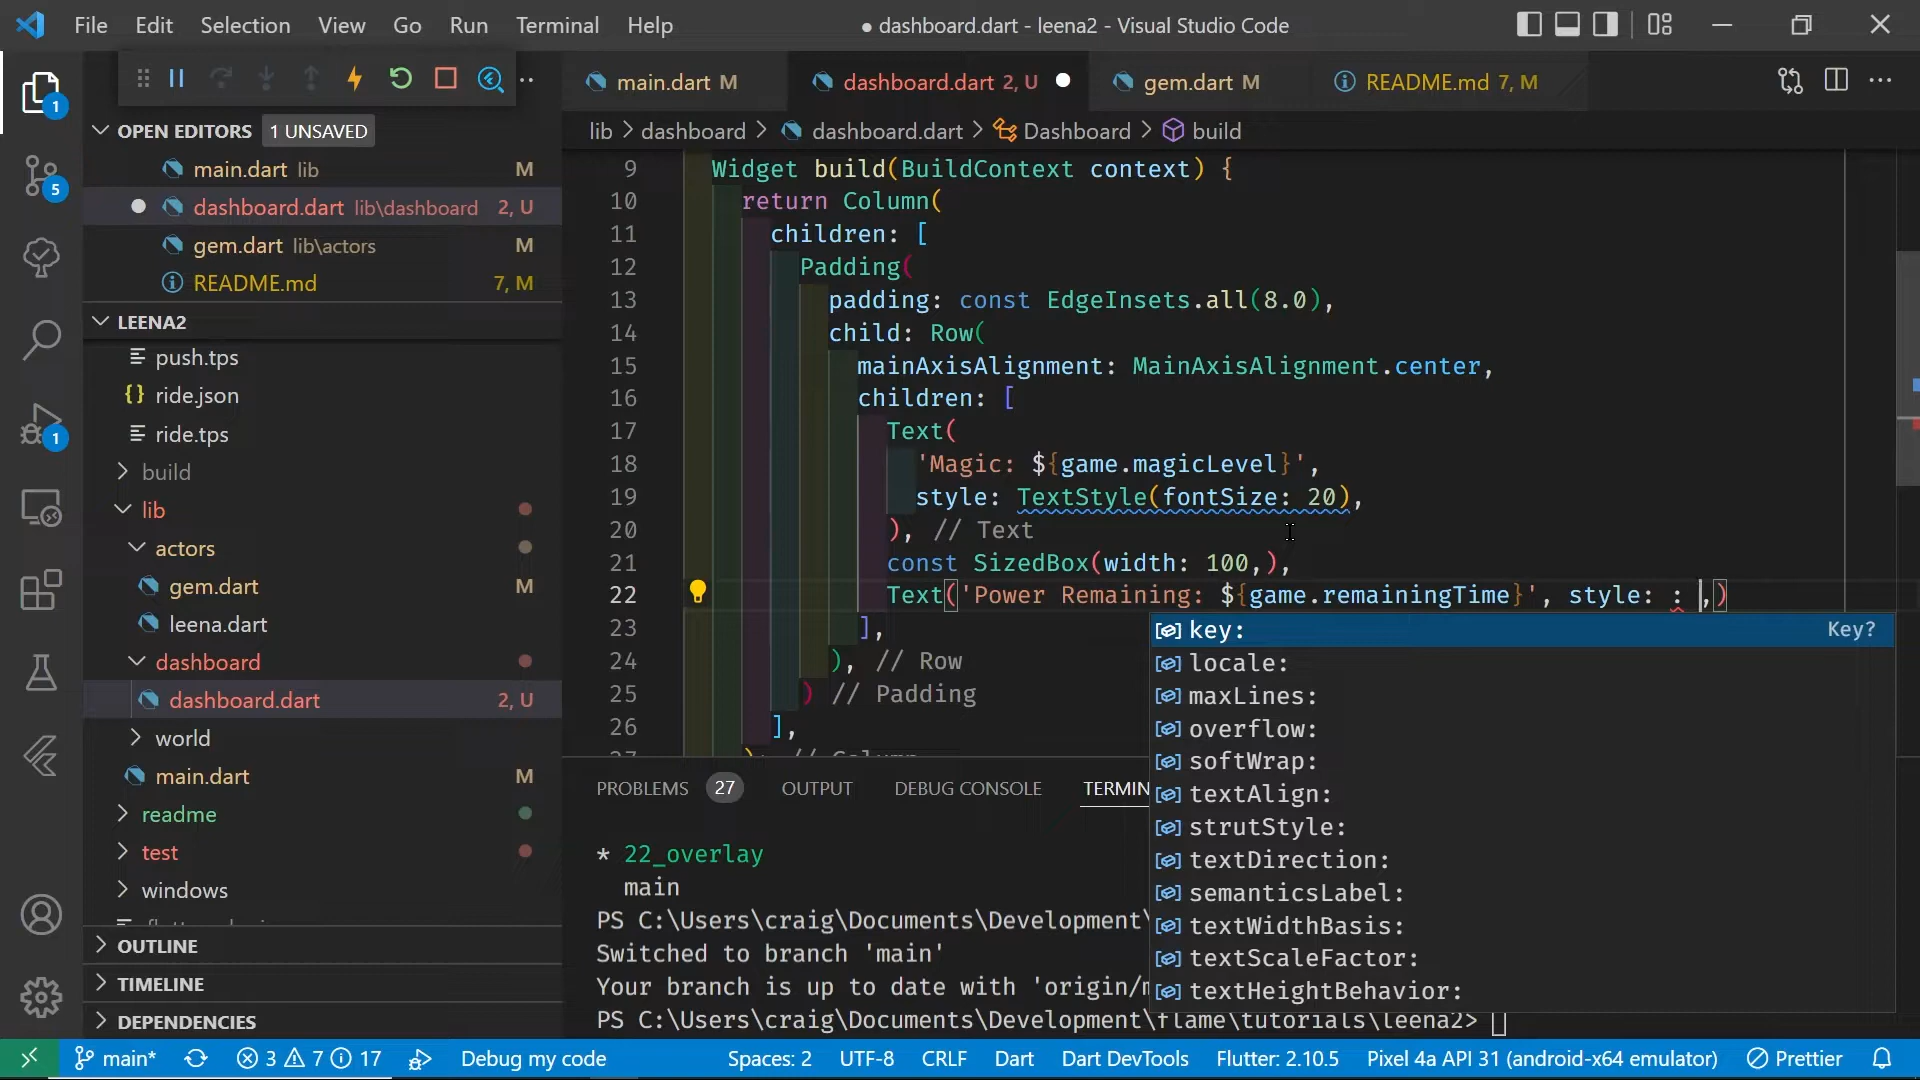 File Edit Selection View Go Run Terminal Help
● dashboard.dart - leena2 - Visual Studio Code
main.dart M
dashboard.dart 2, U
gem.dart M
README.md 7, M
1
OPEN EDITORS 1 UNSAVED
lib > dashboard > dashboard.dart > Dashboard > build
main.dart lib M
dashboard.dart lib\dashboard 2, U
gem.dart lib\actors M
README.md 7, M
5
LEENA2
push.tps
ride.json
ride.tps
1
build
lib
actors
gem.dart M
leena.dart
dashboard
dashboard.dart 2, U
world
main.dart M
readme
test
windows
OUTLINE
TIMELINE
DEPENDENCIES
9 Widget build(BuildContext context) {
10 return Column(
11 children: [
12 Padding(
13 padding: const EdgeInsets.all(8.0),
14 child: Row(
15 mainAxisAlignment: MainAxisAlignment.center,
16 children: [
17 Text(
18 'Magic: ${game.magicLevel}',
19 style: TextStyle(fontSize: 20),
20 ), // Text
21 const SizedBox(width: 100,),
22 Text('Power Remaining: ${game.remainingTime}', style: : ,)
23 ],
24 ), // Row
25 ) // Padding
26 ],
27 ); // Column
key: Key?
locale:
maxLines:
overflow:
softWrap:
textAlign:
strutStyle:
textDirection:
semanticsLabel:
textWidthBasis:
textScaleFactor:
textHeightBehavior:
PROBLEMS 27 OUTPUT DEBUG CONSOLE TERMIN
* 22_overlay
main
PS C:\Users\craig\Documents\Development\
Switched to branch 'main'
Your branch is up to date with 'origin/
PS C:\Users\craig\Documents\Development\flame\tutorials\leena2>
main* 3 7 17 Debug my code Spaces: 2 UTF-8 CRLF Dart Dart DevTools Flutter: 2.10.5 Pixel 4a API 31 (android-x64 emulator) Prettier